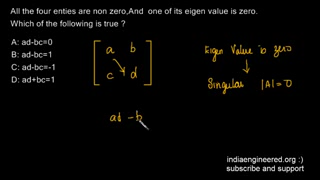 All the four enties are non zero,And one of its eigen value is zero.
Which of the following is true ?
A: ad-bc=0
B: ad-bc=1
C: ad-bc=-1
D: ad+bc=1
a b
c d
Eigen Value is zero
Singular |A|=0
ad - b
indiaengineered.org :)
subscribe and support